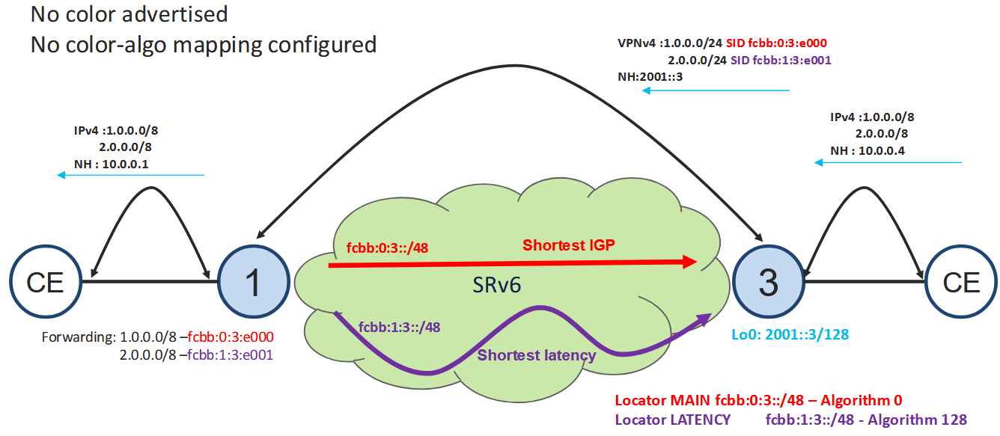 No color advertised
No color-algo mapping configured
VPNv4 :1.0.0.0/24 SID fcbb:0:3:e000
2.0.0.0/24 SID fcbb:1:3:e001
NH:2001::3
IPv4 :1.0.0.0/8
2.0.0.0/8
NH : 10.0.0.1
IPv4 :1.0.0.0/8
2.0.0.0/8
NH : 10.0.0.4
fcbb:0:3::/48 Shortest IGP
CE 1 SRv6 3 CE
fcbb:1:3::/48
Shortest latency
Lo0: 2001::3/128
Forwarding: 1.0.0.0/8 –fcbb:0:3:e000
2.0.0.0/8 –fcbb:1:3:e001
Locator MAIN fcbb:0:3::/48 – Algorithm 0
Locator LATENCY fcbb:1:3::/48 - Algorithm 128